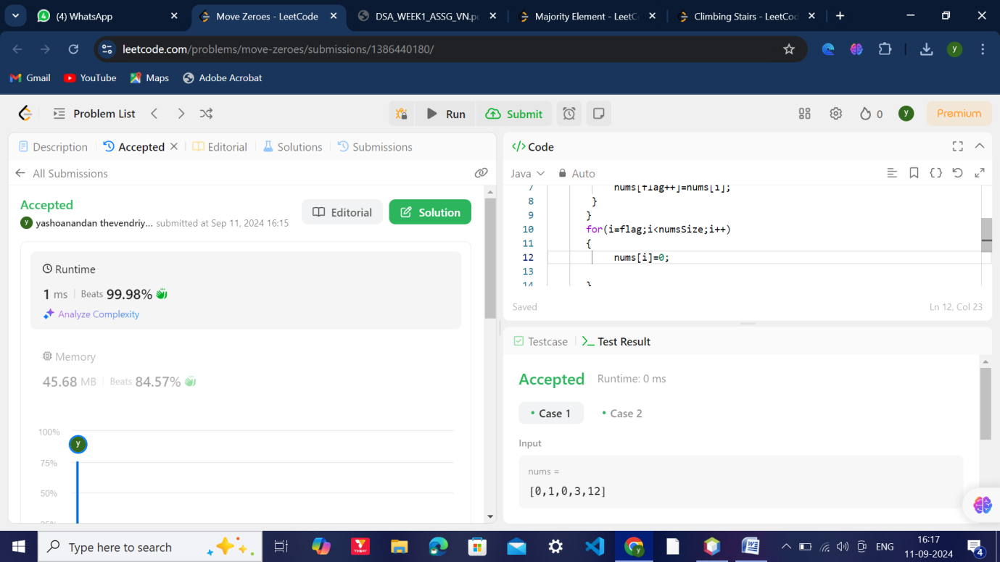 (4) WhatsApp
Move Zeroes - LeetCode
DSA_WEEK1_ASSG_VN.p
Majority Element - LeetC
Climbing Stairs - LeetCod
leetcode.com/problems/move-zeroes/submissions/1386440180/
y
Gmail YouTube Maps Adobe Acrobat
Problem List Run Submit 0 y Premium
Description Accepted Editorial Solutions Submissions
All Submissions
Accepted
y yashoanandan thevendriy... submitted at Sep 11, 2024 16:15
Editorial Solution
Runtime
1 ms Beats 99.98%
Analyze Complexity
Memory
45.68 MB Beats 84.57%
100%
y
75%
50%
25%
</> Code
Java Auto
7 nums[flag++]=nums[i];
8 }
9 }
10 for(i=flag;i<numsSize;i++)
11 {
12 nums[i]=0;
13
14 }
Saved Ln 12, Col 23
Testcase >_ Test Result
Accepted Runtime: 0 ms
• Case 1 • Case 2
Input
nums =
[0,1,0,3,12]
Type here to search
ENG
16:17
11-09-2024
4